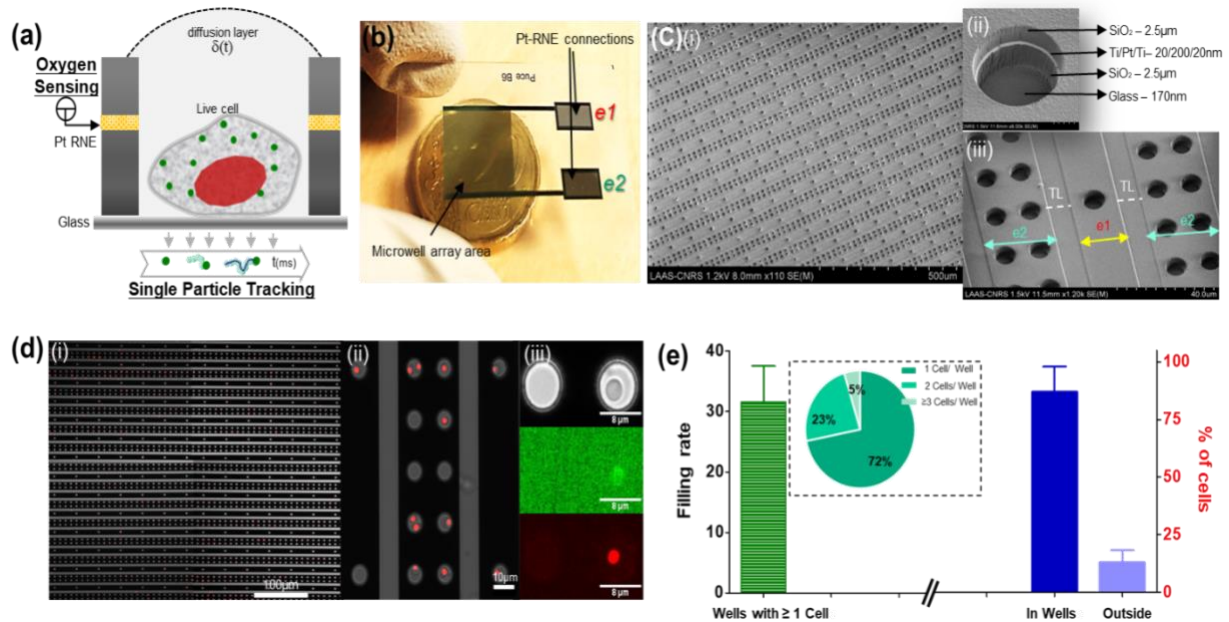 (a)
diffusion layer
δ(t)
Oxygen
Sensing
Live cell
Pt RNE
Glass
t(ms)
Single Particle Tracking
(b)
Pt-RNE connections
Puce B6
e1
e2
Microwell array area
(C)(i)
LAAS-CNRS 1.2kV 8.0mm x110 SE(M)
500um
(ii)
SiO₂ – 2.5µm
Ti/Pt/Ti– 20/200/20nm
SiO₂ – 2.5µm
Glass – 170nm
(iii)
TL
TL
e2
e1
e2
LAAS-CNRS 1.5kV 11.5mm x1.20k SE(M)
40.0um
(d)
(i)
100µm
(ii)
10µm
(iii)
8 µm
8 µm
8 µm
(e)
Filling rate
40
30
20
10
0
1 Cell/ Well
2 Cells/ Well
≥3 Cells/ Well
5%
23%
72%
100
75
50
25
0
% of cells
Wells with ≥ 1 Cell
In Wells
Outside